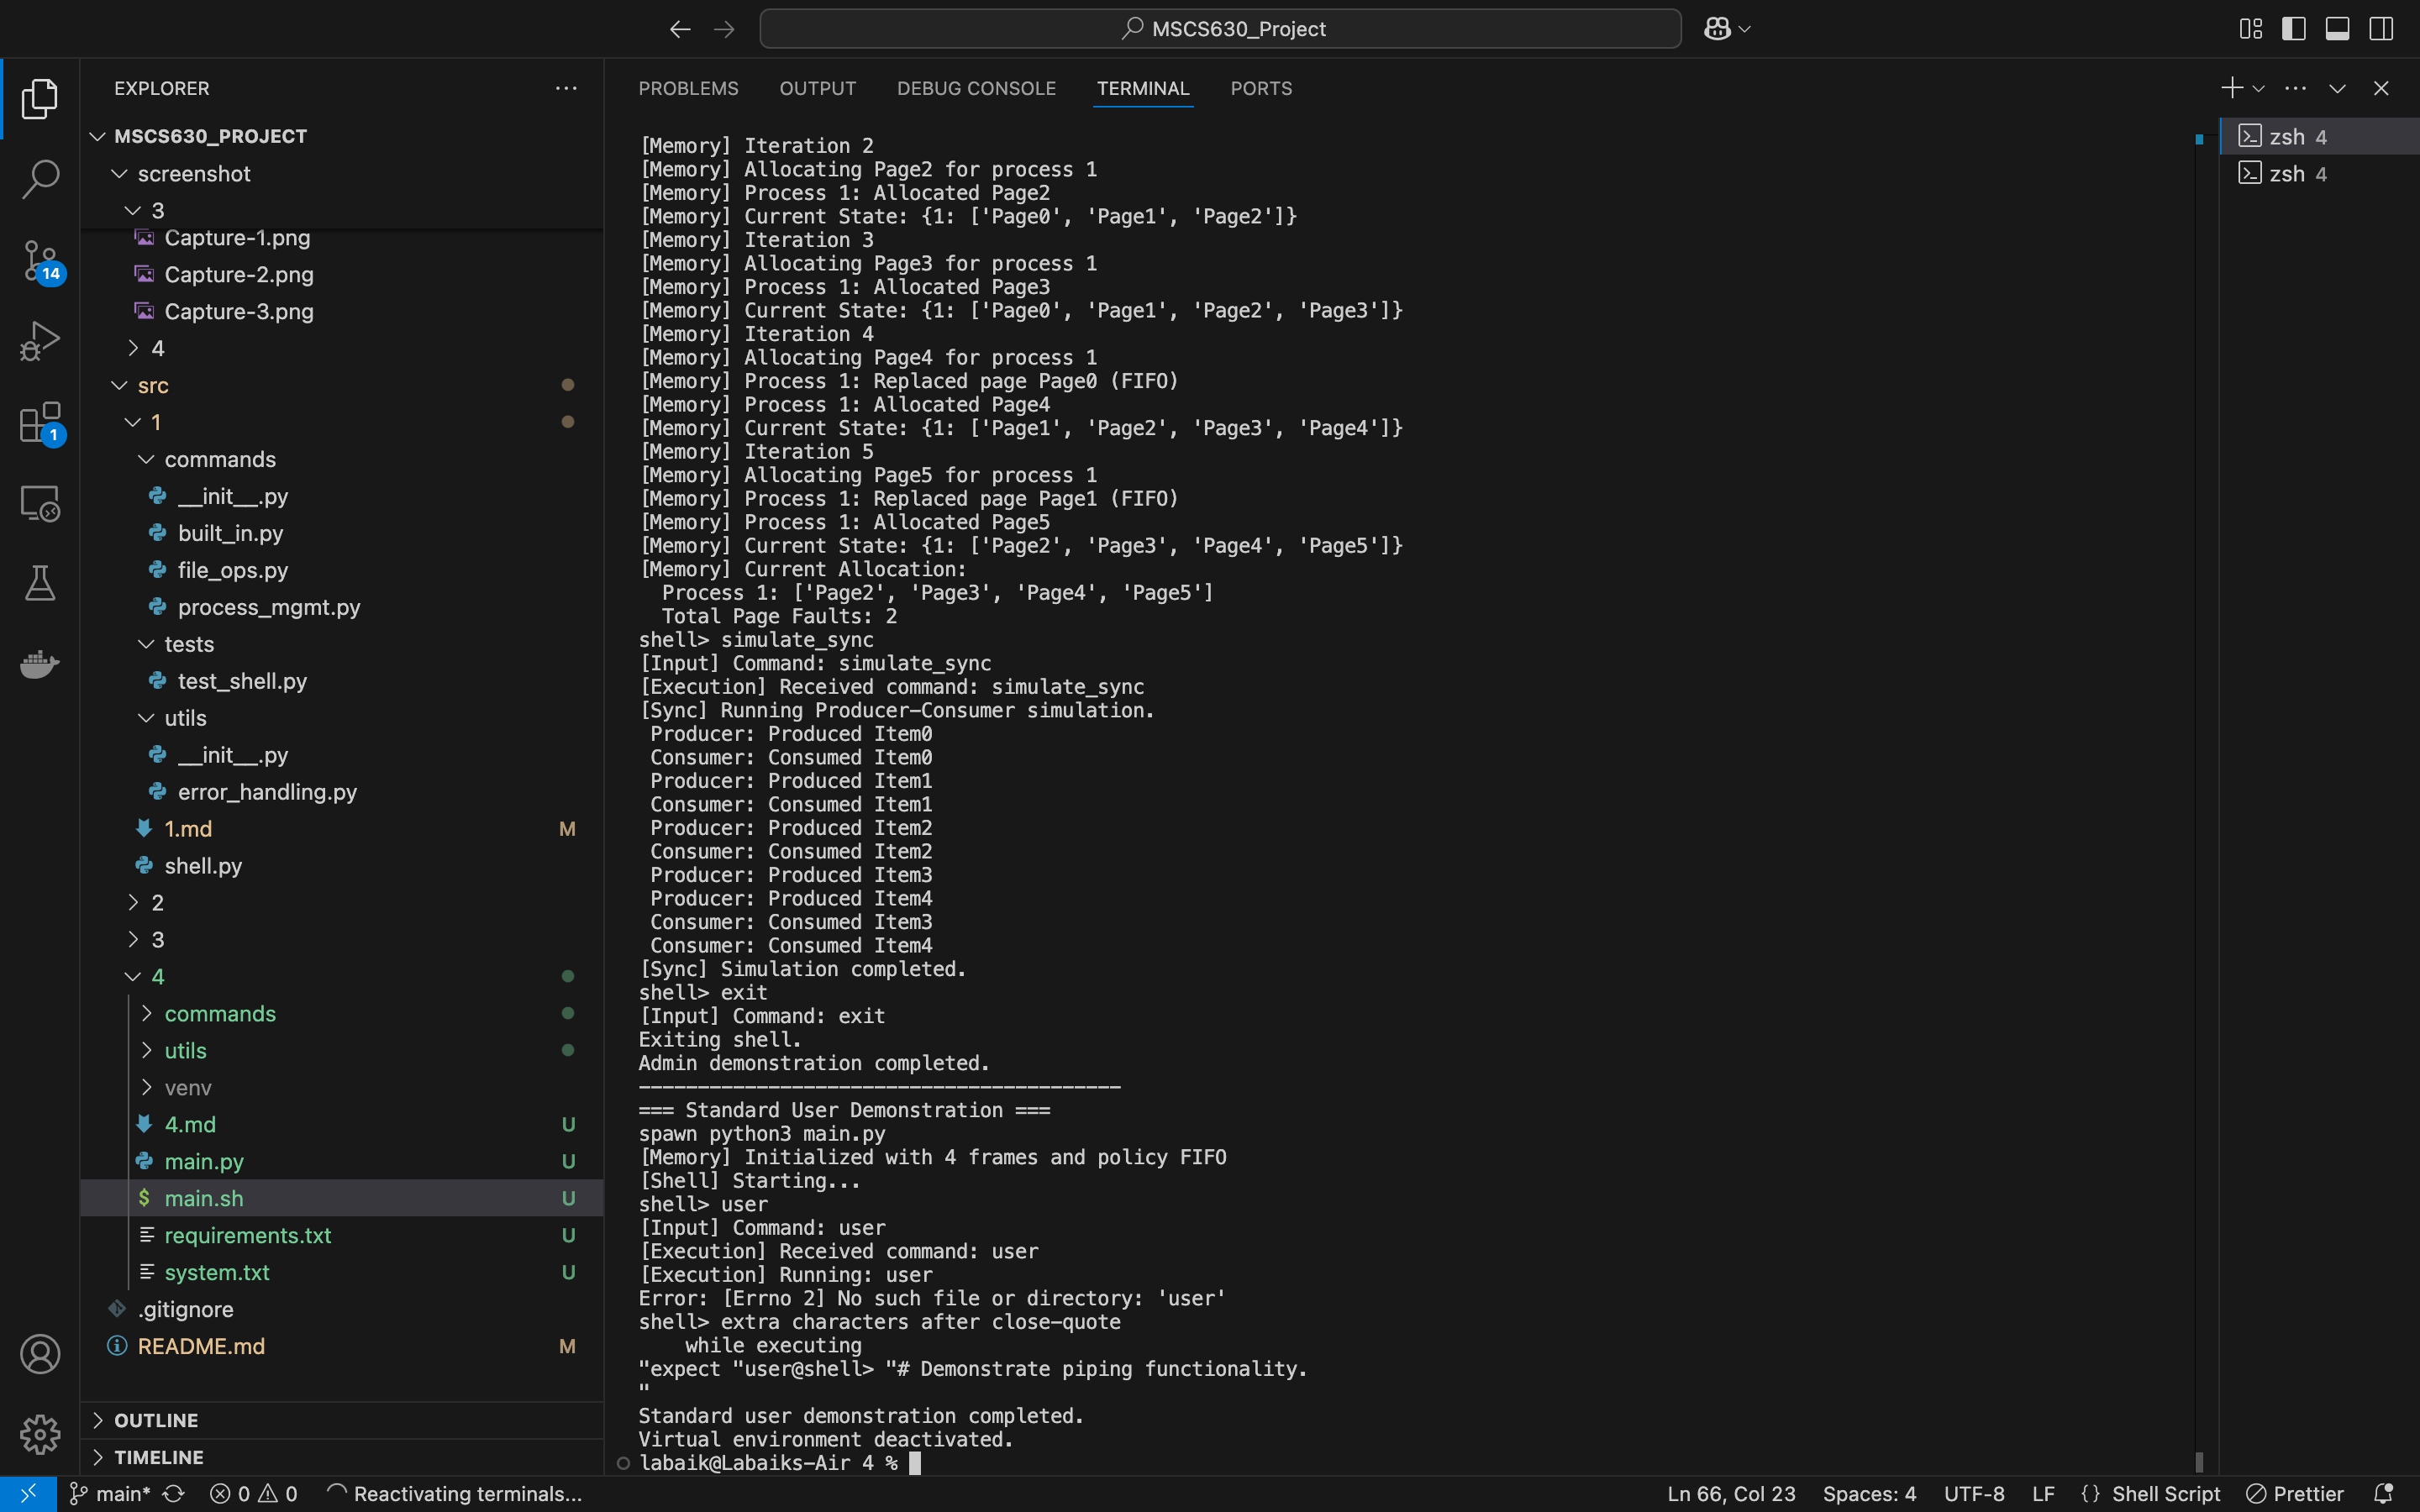 MSCS630_Project
EXPLORER
MSCS630_PROJECT
screenshot
3
Capture-1.png
Capture-2.png
Capture-3.png
4
src
1
commands
__init__.py
built_in.py
file_ops.py
process_mgmt.py
tests
test_shell.py
utils
__init__.py
error_handling.py
1.md M
shell.py
2
3
4
commands
utils
venv
4.md U
main.py U
main.sh U
requirements.txt U
system.txt U
.gitignore
README.md M
OUTLINE
TIMELINE
14
1
PROBLEMS OUTPUT DEBUG CONSOLE TERMINAL PORTS
[Memory] Iteration 2
[Memory] Allocating Page2 for process 1
[Memory] Process 1: Allocated Page2
[Memory] Current State: {1: ['Page0', 'Page1', 'Page2']}
[Memory] Iteration 3
[Memory] Allocating Page3 for process 1
[Memory] Process 1: Allocated Page3
[Memory] Current State: {1: ['Page0', 'Page1', 'Page2', 'Page3']}
[Memory] Iteration 4
[Memory] Allocating Page4 for process 1
[Memory] Process 1: Replaced page Page0 (FIFO)
[Memory] Process 1: Allocated Page4
[Memory] Current State: {1: ['Page1', 'Page2', 'Page3', 'Page4']}
[Memory] Iteration 5
[Memory] Allocating Page5 for process 1
[Memory] Process 1: Replaced page Page1 (FIFO)
[Memory] Process 1: Allocated Page5
[Memory] Current State: {1: ['Page2', 'Page3', 'Page4', 'Page5']}
[Memory] Current Allocation:
  Process 1: ['Page2', 'Page3', 'Page4', 'Page5']
  Total Page Faults: 2
shell> simulate_sync
[Input] Command: simulate_sync
[Execution] Received command: simulate_sync
[Sync] Running Producer-Consumer simulation.
 Producer: Produced Item0
 Consumer: Consumed Item0
 Producer: Produced Item1
 Consumer: Consumed Item1
 Producer: Produced Item2
 Consumer: Consumed Item2
 Producer: Produced Item3
 Producer: Produced Item4
 Consumer: Consumed Item3
 Consumer: Consumed Item4
[Sync] Simulation completed.
shell> exit
[Input] Command: exit
Exiting shell.
Admin demonstration completed.
-----------------------------------------
=== Standard User Demonstration ===
spawn python3 main.py
[Memory] Initialized with 4 frames and policy FIFO
[Shell] Starting...
shell> user
[Input] Command: user
[Execution] Received command: user
[Execution] Running: user
Error: [Errno 2] No such file or directory: 'user'
shell> extra characters after close-quote
    while executing
"expect "user@shell> "# Demonstrate piping functionality.
"
Standard user demonstration completed.
Virtual environment deactivated.
labaik@Labaiks-Air 4 %
zsh 4
zsh 4
main* 0 0 Reactivating terminals...
Ln 66, Col 23 Spaces: 4 UTF-8 LF {} Shell Script Prettier